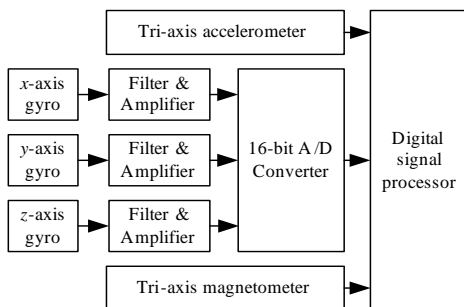 Tri-axis accelerometer
x-axis
gyro
Filter &
Amplifier
y-axis
gyro
Filter &
Amplifier
z-axis
gyro
Filter &
Amplifier
16-bit A/D
Converter
Digital
signal
processor
Tri-axis magnetometer